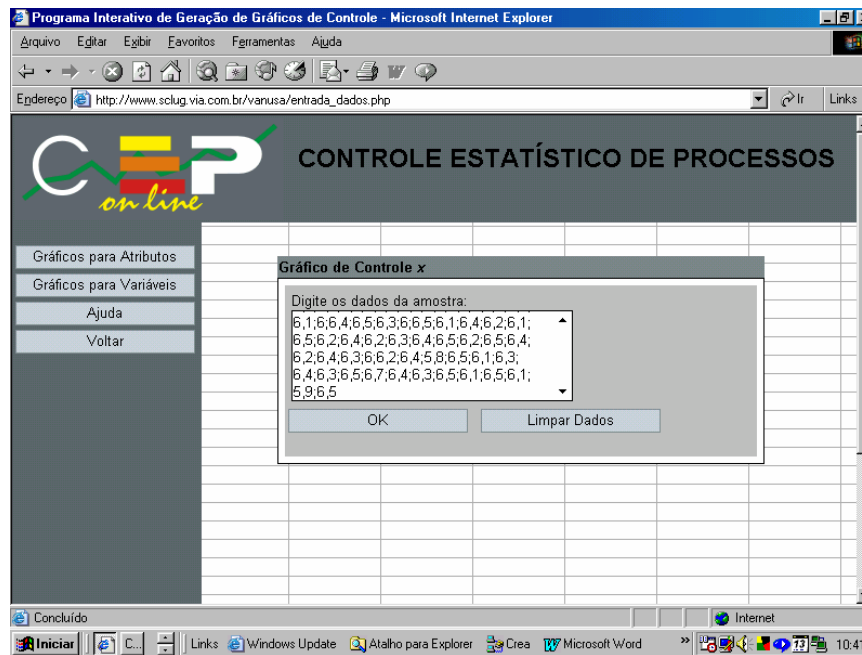 Programa Interativo de Geração de Gráficos de Controle - Microsoft Internet Explorer
Arquivo Editar Exibir Favoritos Ferramentas Ajuda
Endereço http://www.sclug.via.com.br/vanusa/entrada_dados.php Ir Links
CEP
on line
CONTROLE ESTATÍSTICO DE PROCESSOS
Gráficos para Atributos
Gráficos para Variáveis
Ajuda
Voltar
Gráfico de Controle x
Digite os dados da amostra:
6,1;6;6,4;6,5;6,3;6;6,5;6,1;6,4;6,2;6,1;
6,5;6,2;6,4;6,2;6,3;6,4;6,5;6,2;6,5;6,4;
6,2;6,4;6,3;6;6,2;6,4;5,8;6,5;6,1;6,3;
6,4;6,3;6,5;6,7;6,4;6,3;6,5;6,1;6,5;6,1;
5,9;6,5
OK Limpar Dados
Concluído Internet
Iniciar C... Links Windows Update Atalho para Explorer Crea Microsoft Word » 13 10:4